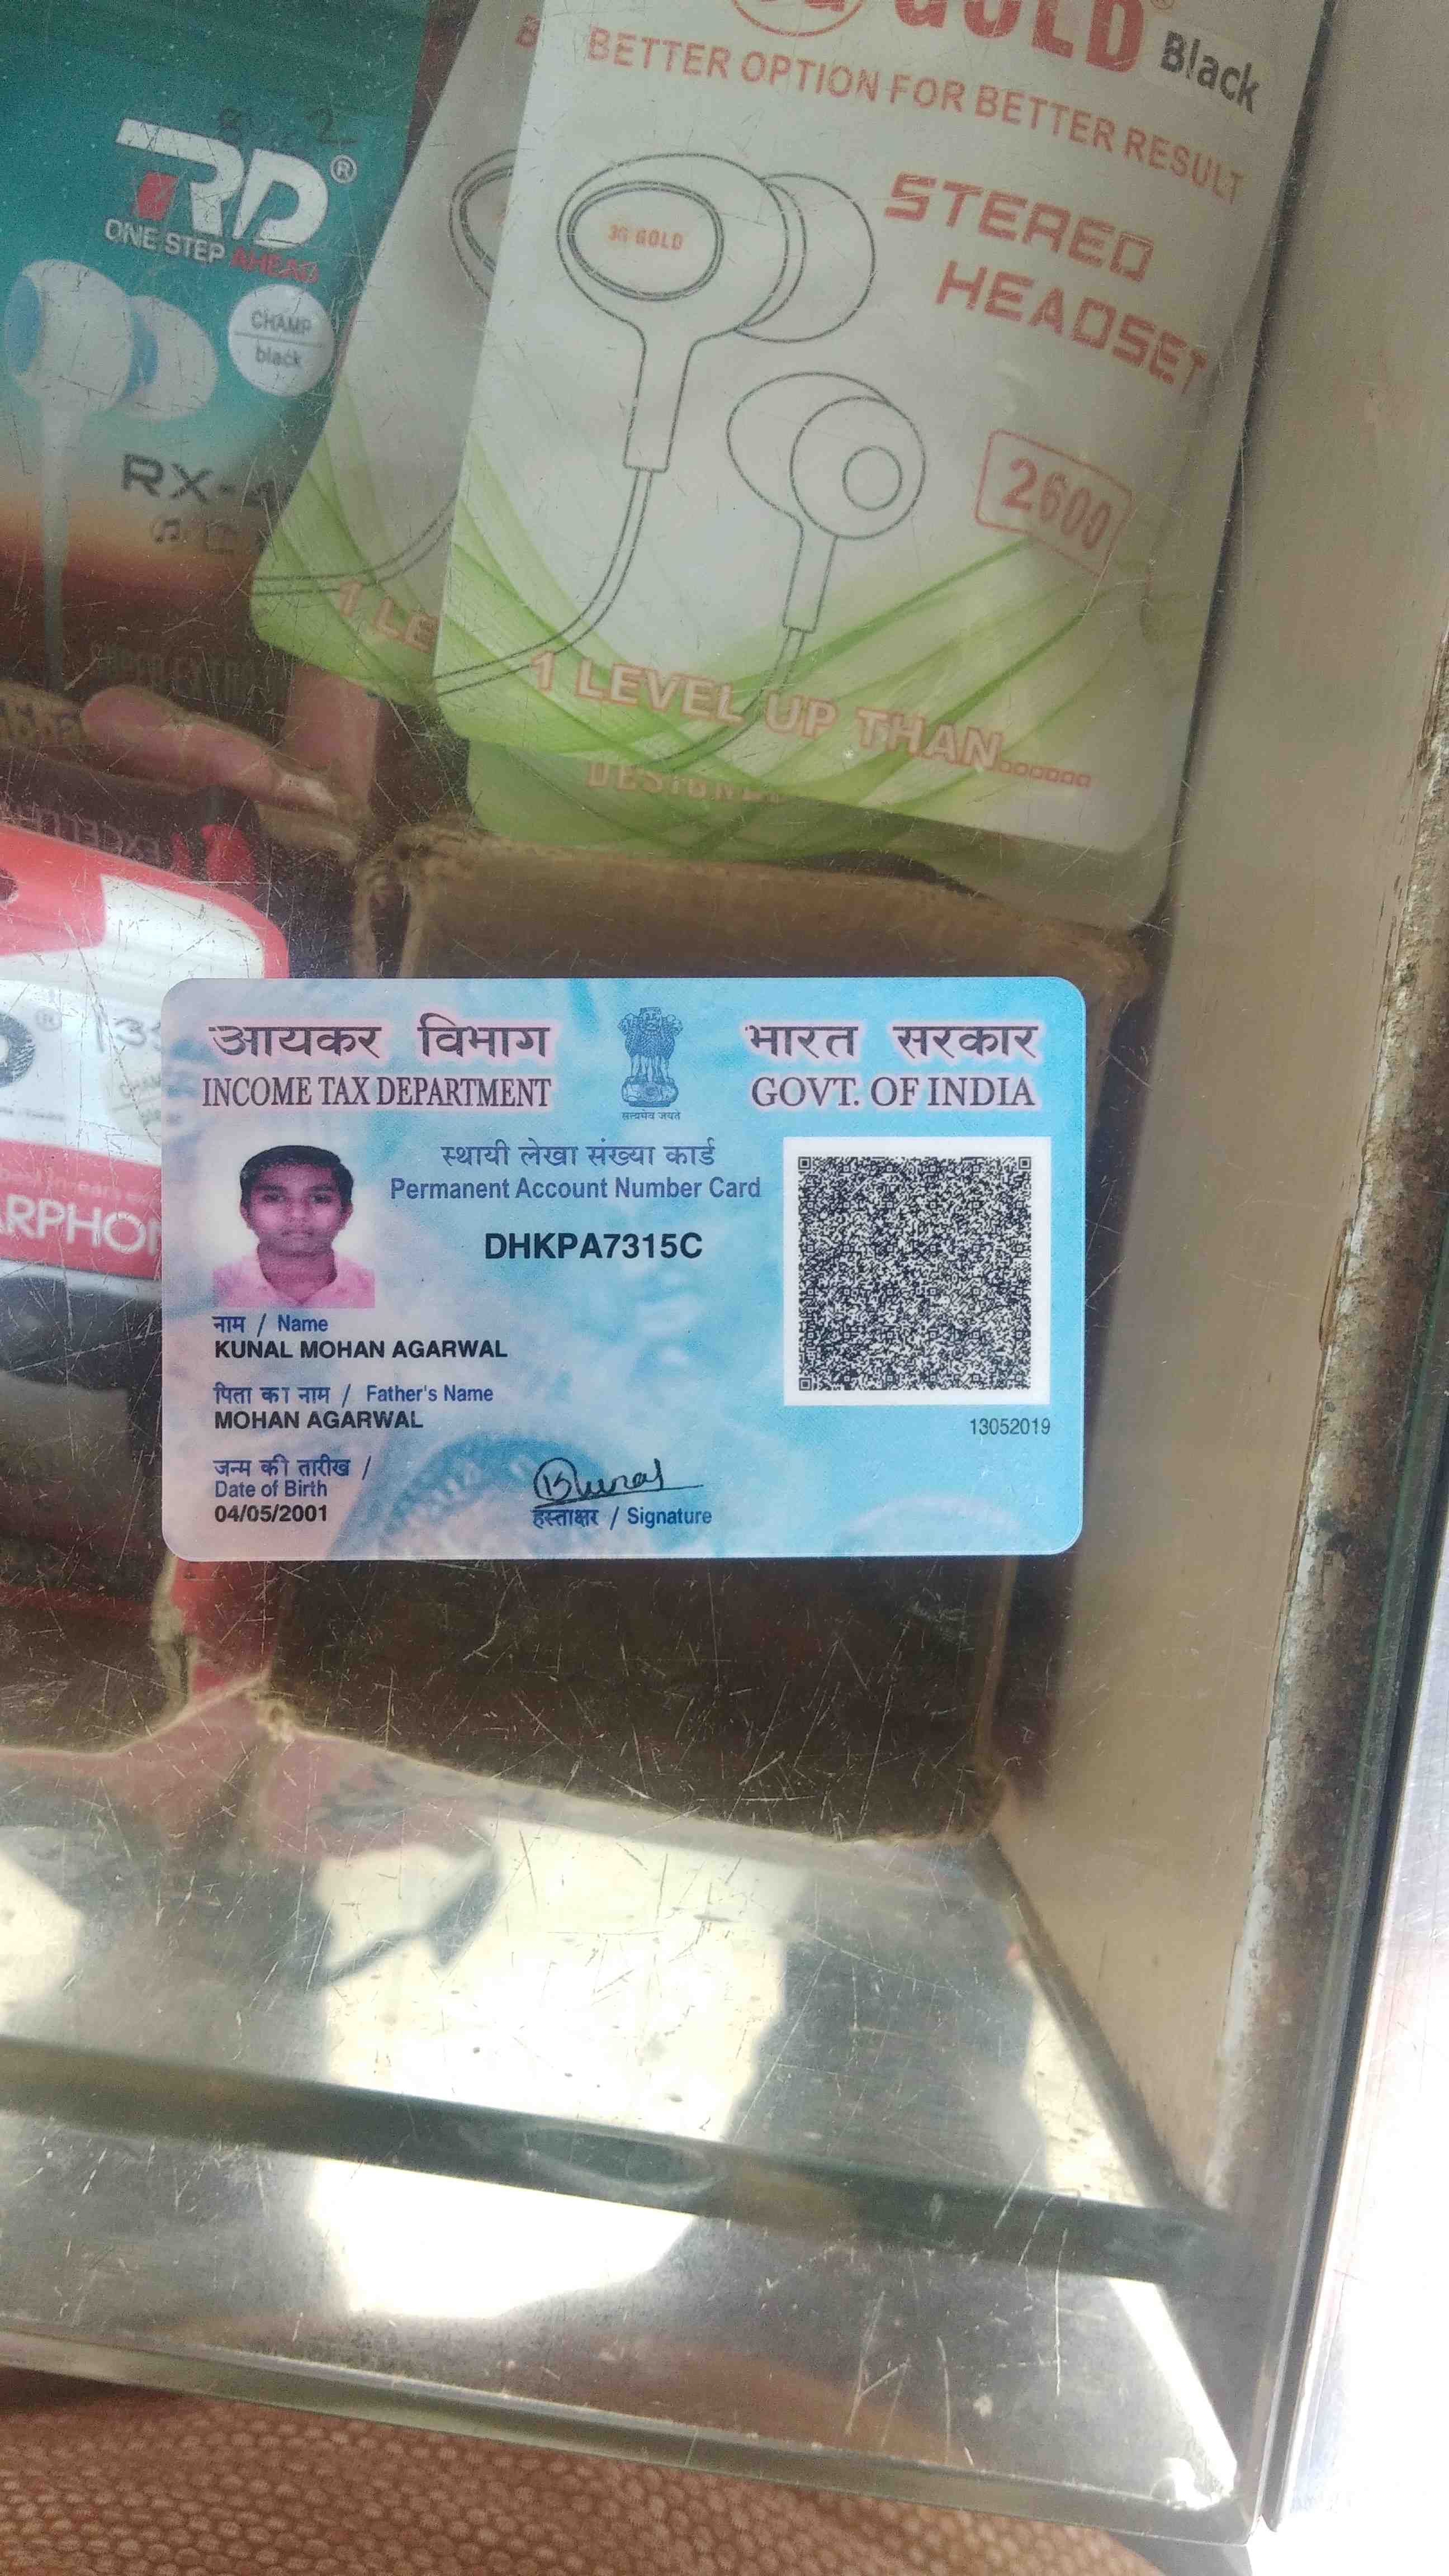 GOLD
Black
BETTER OPTION FOR BETTER RESULT
STEREO
HEADSET
3G GOLD
2600
1 LEVEL UP THAN......
1 LE
RD®
ONE STEP AHEAD
CHAMP
black
RX-
आयकर विभाग
INCOME TAX DEPARTMENT
सत्यमेव जयते
भारत सरकार
GOVT. OF INDIA
स्थायी लेखा संख्या कार्ड
Permanent Account Number Card
DHKPA7315C
नाम / Name
KUNAL MOHAN AGARWAL
पिता का नाम / Father's Name
MOHAN AGARWAL
13052019
जन्म की तारीख /
Date of Birth
04/05/2001
हस्ताक्षर / Signature